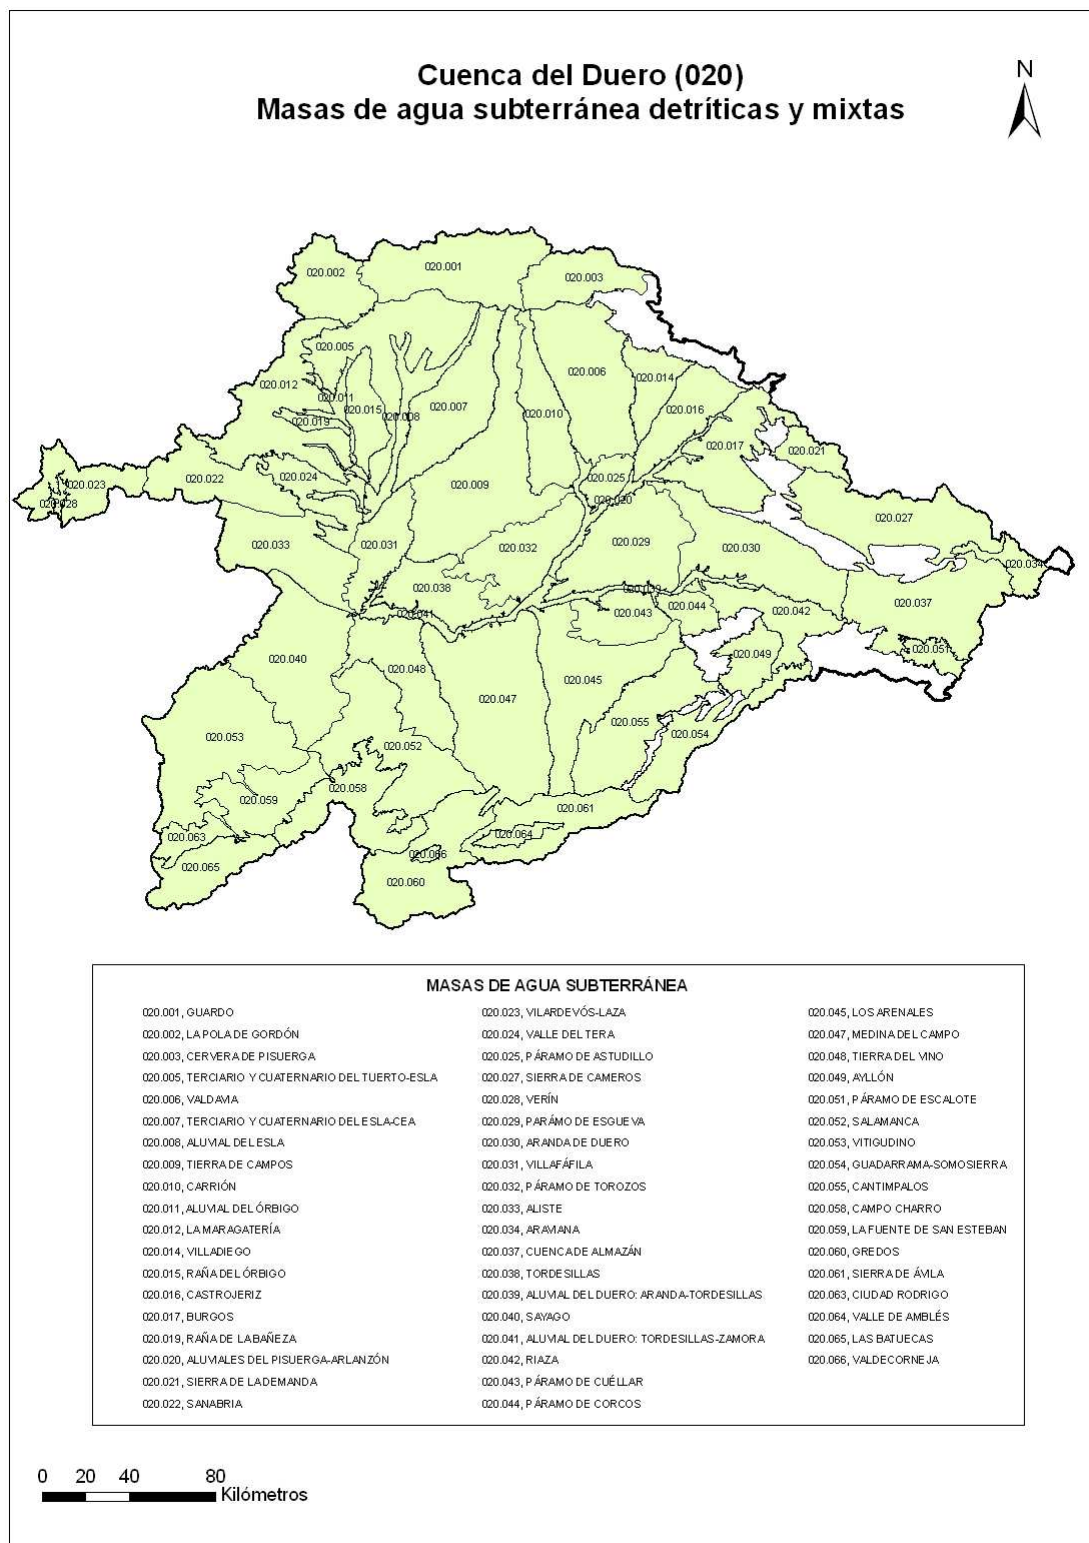 Cuenca del Duero (020)
Masas de agua subterránea detríticas y mixtas
N
020.002
020.001
020.003
020.005
020.012
020.011
020.015
020.008
020.007
020.010
020.006
020.014
020.016
020.017
020.019
020.021
020.023
020.028
020.022
020.024
020.009
020.025
020.020
020.027
020.033
020.031
020.032
020.029
020.030
020.034
020.038
020.039
020.041
020.043
020.044
020.042
020.037
020.040
020.048
020.049
020.051
020.047
020.045
020.053
020.052
020.055
020.054
020.058
020.059
020.061
020.063
020.064
020.065
020.066
020.060
MASAS DE AGUA SUBTERRÁNEA
020.001, GUARDO
020.002, LA POLA DE GORDÓN
020.003, CERVERA DE PISUERGA
020.005, TERCIARIO Y CUATERNARIO DEL TUERTO-ESLA
020.006, VALDAVIA
020.007, TERCIARIO Y CUATERNARIO DEL ESLA-CEA
020.008, ALUVIAL DEL ESLA
020.009, TIERRA DE CAMPOS
020.010, CARRIÓN
020.011, ALUVIAL DEL ÓRBIGO
020.012, LA MARAGATERÍA
020.014, VILLADIEGO
020.015, RAÑA DEL ÓRBIGO
020.016, CASTROJERIZ
020.017, BURGOS
020.019, RAÑA DE LA BAÑEZA
020.020, ALUVIALES DEL PISUERGA-ARLANZÓN
020.021, SIERRA DE LA DEMANDA
020.022, SANABRIA
020.023, VILARDEVÓS-LAZA
020.024, VALLE DEL TERA
020.025, PÁRAMO DE ASTUDILLO
020.027, SIERRA DE CAMEROS
020.028, VERÍN
020.029, PARÁMO DE ESGUEVA
020.030, ARANDA DE DUERO
020.031, VILLAFÁFILA
020.032, PÁRAMO DE TOROZOS
020.033, ALISTE
020.034, ARAVIANA
020.037, CUENCA DE ALMAZÁN
020.038, TORDESILLAS
020.039, ALUVIAL DEL DUERO: ARANDA-TORDESILLAS
020.040, SAYAGO
020.041, ALUVIAL DEL DUERO: TORDESILLAS-ZAMORA
020.042, RIAZA
020.043, PÁRAMO DE CUÉLLAR
020.044, PÁRAMO DE CORCOS
020.045, LOS ARENALES
020.047, MEDINA DEL CAMPO
020.048, TIERRA DEL VINO
020.049, AYLLÓN
020.051, PÁRAMO DE ESCALOTE
020.052, SALAMANCA
020.053, VITIGUDINO
020.054, GUADARRAMA-SOMOSIERRA
020.055, CANTIMPALOS
020.058, CAMPO CHARRO
020.059, LA FUENTE DE SAN ESTEBAN
020.060, GREDOS
020.061, SIERRA DE ÁVILA
020.063, CIUDAD RODRIGO
020.064, VALLE DE AMBLÉS
020.065, LAS BATUECAS
020.066, VALDECORNEJA
0 20 40 80
Kilómetros